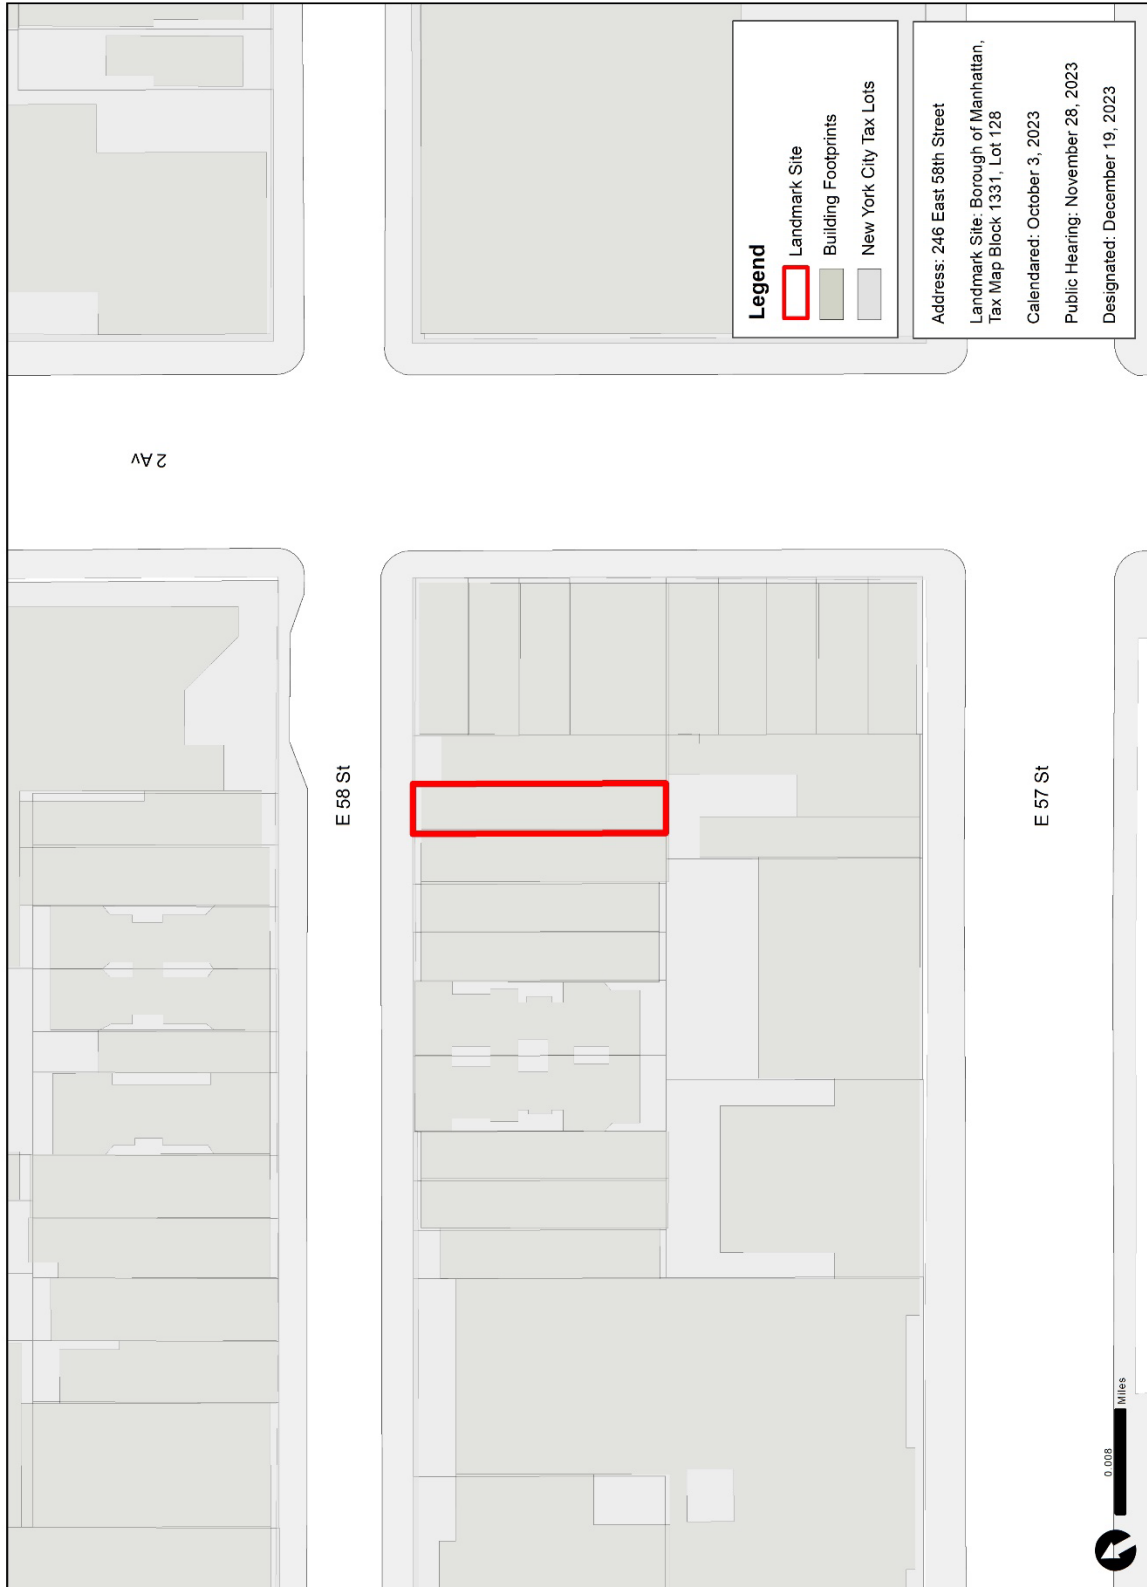 2 Av
E 58 St
E 57 St
Legend
Landmark Site
Building Footprints
New York City Tax Lots
Address: 246 East 58th Street
Landmark Site: Borough of Manhattan,
Tax Map Block 1331, Lot 128
Calendared: October 3, 2023
Public Hearing: November 28, 2023
Designated: December 19, 2023
0.008
Miles